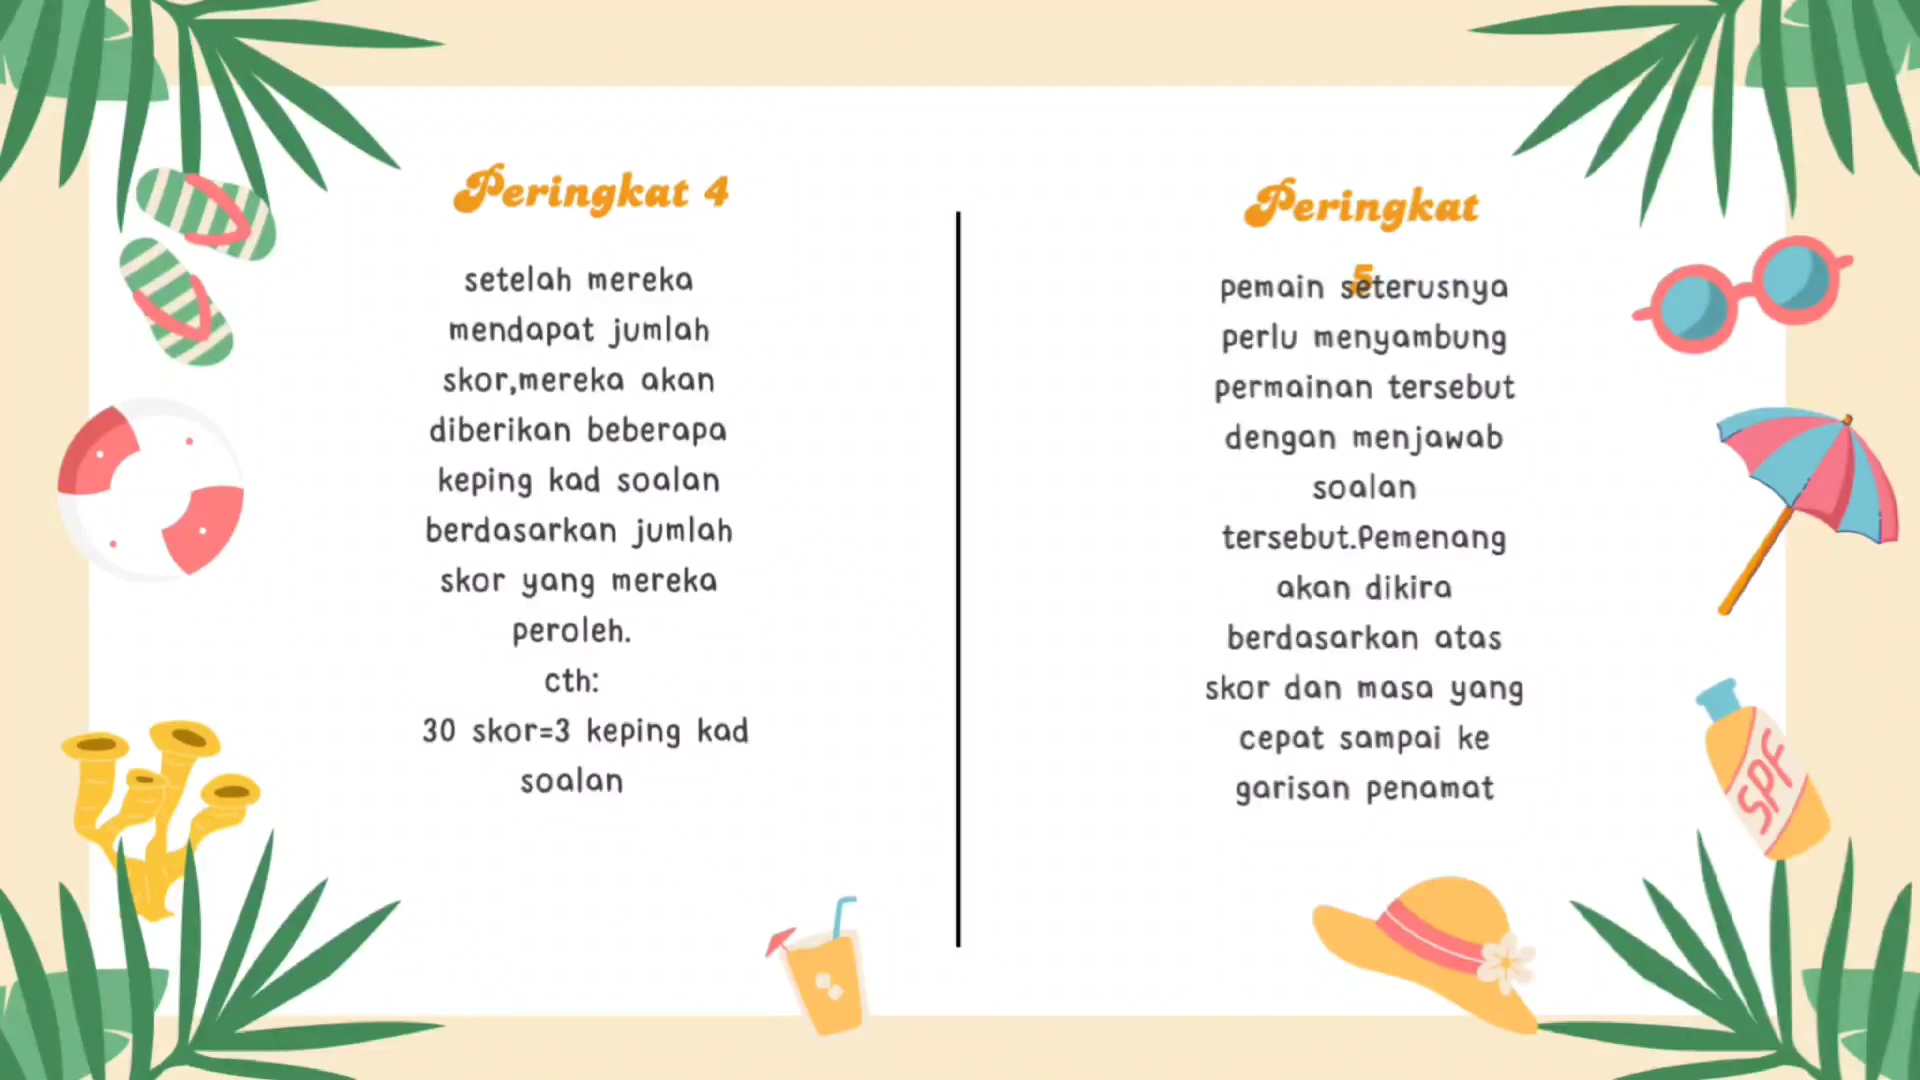 Peringkat 4
setelah mereka
mendapat jumlah
skor,mereka akan
diberikan beberapa
keping kad soalan
berdasarkan jumlah
skor yang mereka
peroleh.
cth:
30 skor=3 keping kad
soalan
Peringkat
5
pemain seterusnya
perlu menyambung
permainan tersebut
dengan menjawab
soalan
tersebut.Pemenang
akan dikira
berdasarkan atas
skor dan masa yang
cepat sampai ke
garisan penamat
SPF